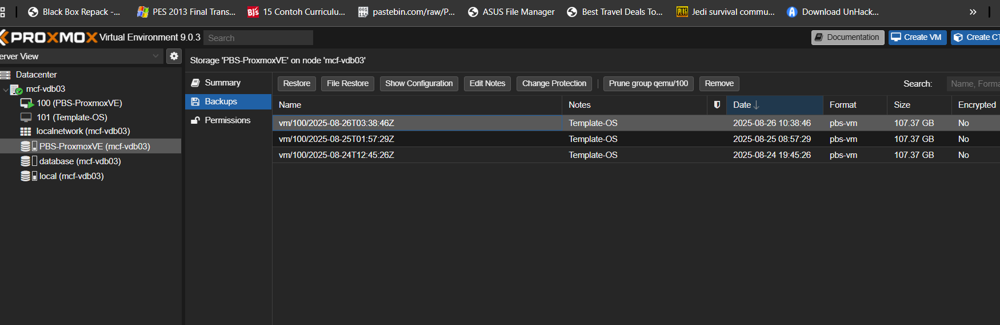 Black Box Repack -... PES 2013 Final Trans... BJ's 15 Contoh Curriculu... pastebin.com/raw/P... ASUS File Manager Best Travel Deals To... PUBG Jedi survival commu... Download UnHack... »
PROXMOX Virtual Environment 9.0.3 Search Documentation Create VM Create CT
erver View
Storage 'PBS-ProxmoxVE' on node 'mcf-vdb03'
Datacenter
mcf-vdb03
100 (PBS-ProxmoxVE)
101 (Template-OS)
localnetwork (mcf-vdb03)
PBS-ProxmoxVE (mcf-vdb03)
database (mcf-vdb03)
local (mcf-vdb03)
Summary
Backups
Permissions
Restore File Restore Show Configuration Edit Notes Change Protection Prune group qemu/100 Remove Search: Name, Forma
Name Notes Date ↓ Format Size Encrypted
vm/100/2025-08-26T03:38:46Z Template-OS 2025-08-26 10:38:46 pbs-vm 107.37 GB No
vm/100/2025-08-25T01:57:29Z Template-OS 2025-08-25 08:57:29 pbs-vm 107.37 GB No
vm/100/2025-08-24T12:45:26Z Template-OS 2025-08-24 19:45:26 pbs-vm 107.37 GB No